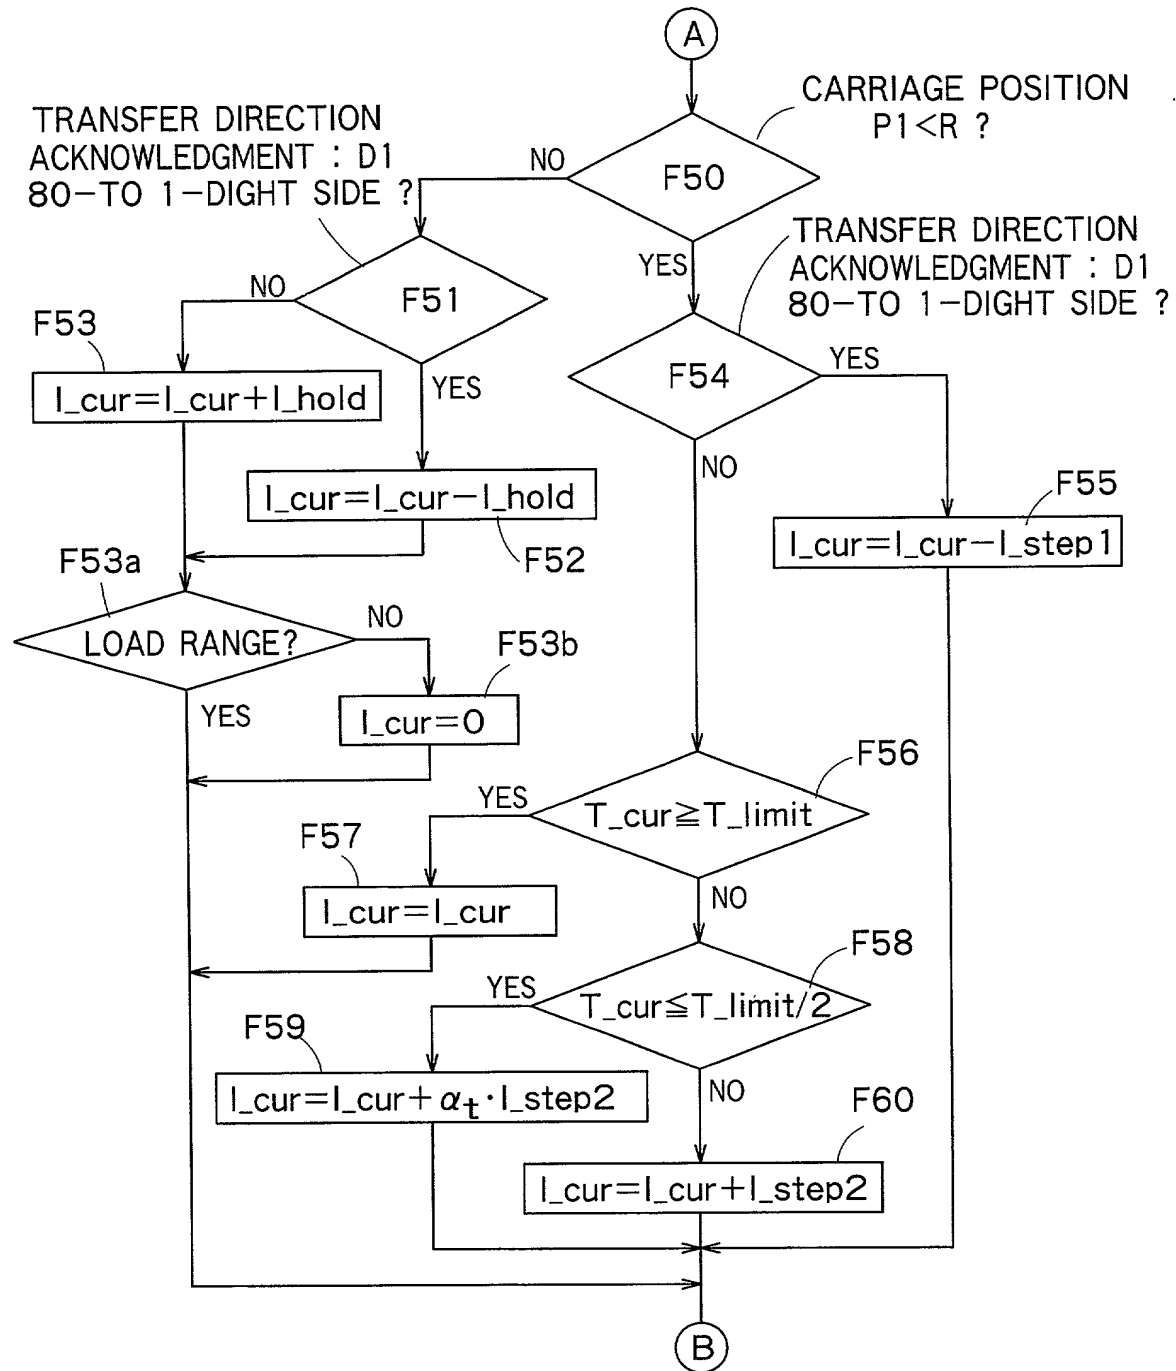 A
CARRIAGE POSITION
P1<R ?
TRANSFER DIRECTION
ACKNOWLEDGMENT : D1
80-TO 1-DIGHT SIDE ?
NO
F50
YES
TRANSFER DIRECTION
ACKNOWLEDGMENT : D1
80-TO 1-DIGHT SIDE ?
NO
F51
F53
YES
F54
YES
I_cur=I_cur+I_hold
NO
I_cur=I_cur-I_hold
F52
F55
I_cur=I_cur-I_step1
F53a
LOAD RANGE?
NO
F53b
YES
I_cur=0
F56
YES
T_cur≧T_limit
F57
NO
I_cur=I_cur
F58
YES
T_cur≦T_limit/2
F59
NO
I_cur=I_cur+αt·I_step2
F60
I_cur=I_cur+I_step2
B